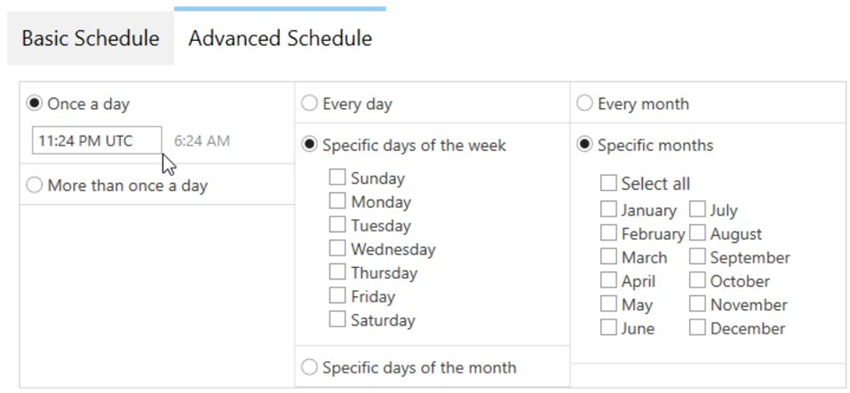 Basic Schedule
Advanced Schedule
Once a day
11:24 PM UTC 6:24 AM
More than once a day
Every day
Specific days of the week
Sunday
Monday
Tuesday
Wednesday
Thursday
Friday
Saturday
Specific days of the month
Every month
Specific months
Select all
January July
February August
March September
April October
May November
June December